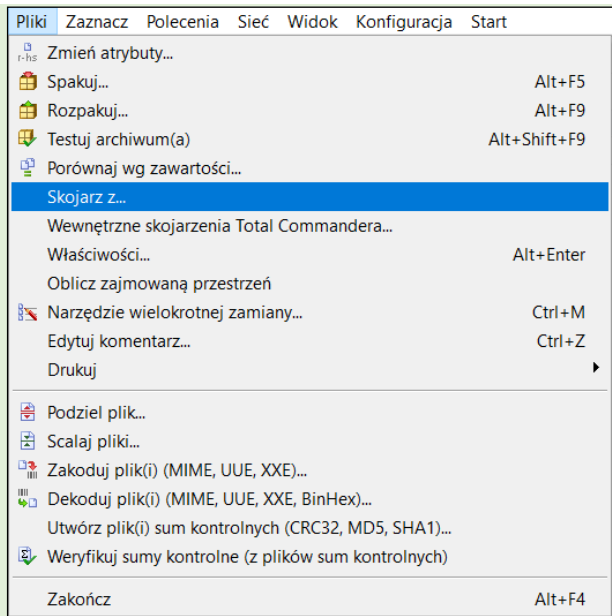 Pliki Zaznacz Polecenia Sieć Widok Konfiguracja Start
r-hs Zmień atrybuty...
Spakuj... Alt+F5
Rozpakuj... Alt+F9
Testuj archiwum(a) Alt+Shift+F9
Porównaj wg zawartości...
Skojarz z...
Wewnętrzne skojarzenia Total Commandera...
Właściwości... Alt+Enter
Oblicz zajmowaną przestrzeń
Narzędzie wielokrotnej zamiany... Ctrl+M
Edytuj komentarz... Ctrl+Z
Drukuj
Podziel plik...
Scalaj pliki...
Zakoduj plik(i) (MIME, UUE, XXE)...
Dekoduj plik(i) (MIME, UUE, XXE, BinHex)...
Utwórz plik(i) sum kontrolnych (CRC32, MD5, SHA1)...
Weryfikuj sumy kontrolne (z plików sum kontrolnych)
Zakończ Alt+F4